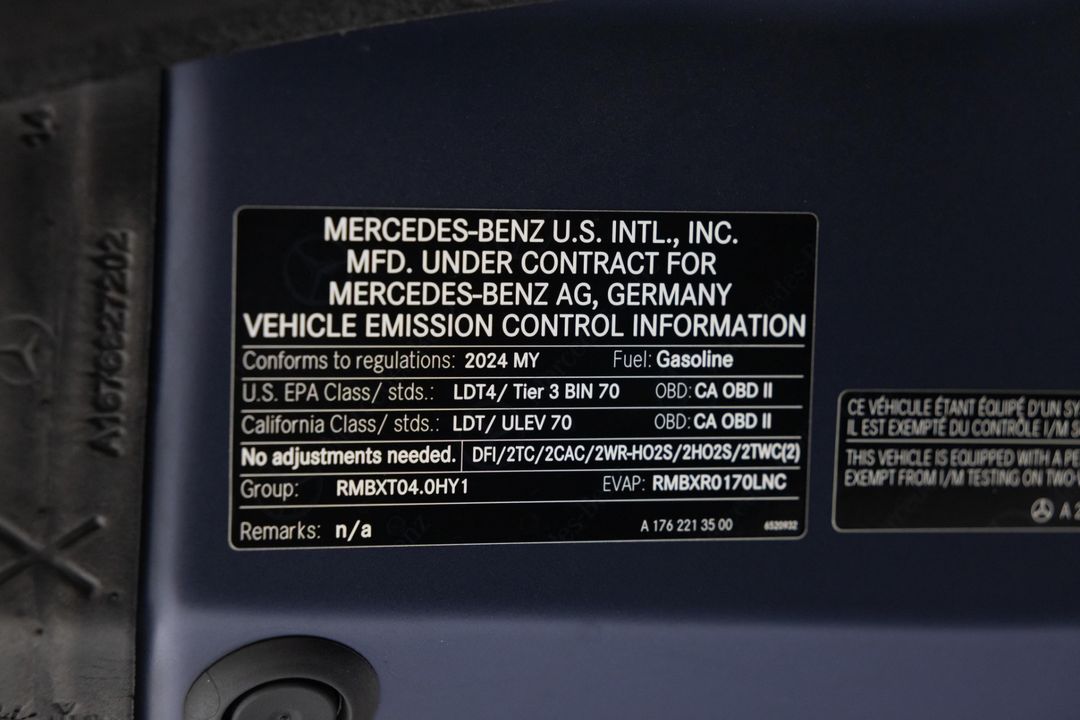 MERCEDES-BENZ U.S. INTL., INC.
MFD. UNDER CONTRACT FOR
MERCEDES-BENZ AG, GERMANY
VEHICLE EMISSION CONTROL INFORMATION
Conforms to regulations: 2024 MY Fuel: Gasoline
U.S. EPA Class/ stds.: LDT4/ Tier 3 BIN 70 OBD: CA OBD II
California Class/ stds.: LDT/ ULEV 70 OBD: CA OBD II
No adjustments needed. DFI/2TC/2CAC/2WR-HO2S/2HO2S/2TWC(2)
Group: RMBXT04.0HY1 EVAP: RMBXR0170LNC
Remarks: n/a A 176 221 35 00 6520932
CE VÉHICULE ÉTANT ÉQUIPÉ D'UN
IL EST EXEMPTÉ DU CONTRÔLE I/M
THIS VEHICLE IS EQUIPPED WITH A
EXEMPT FROM I/M TESTING ON
A
A1676827202